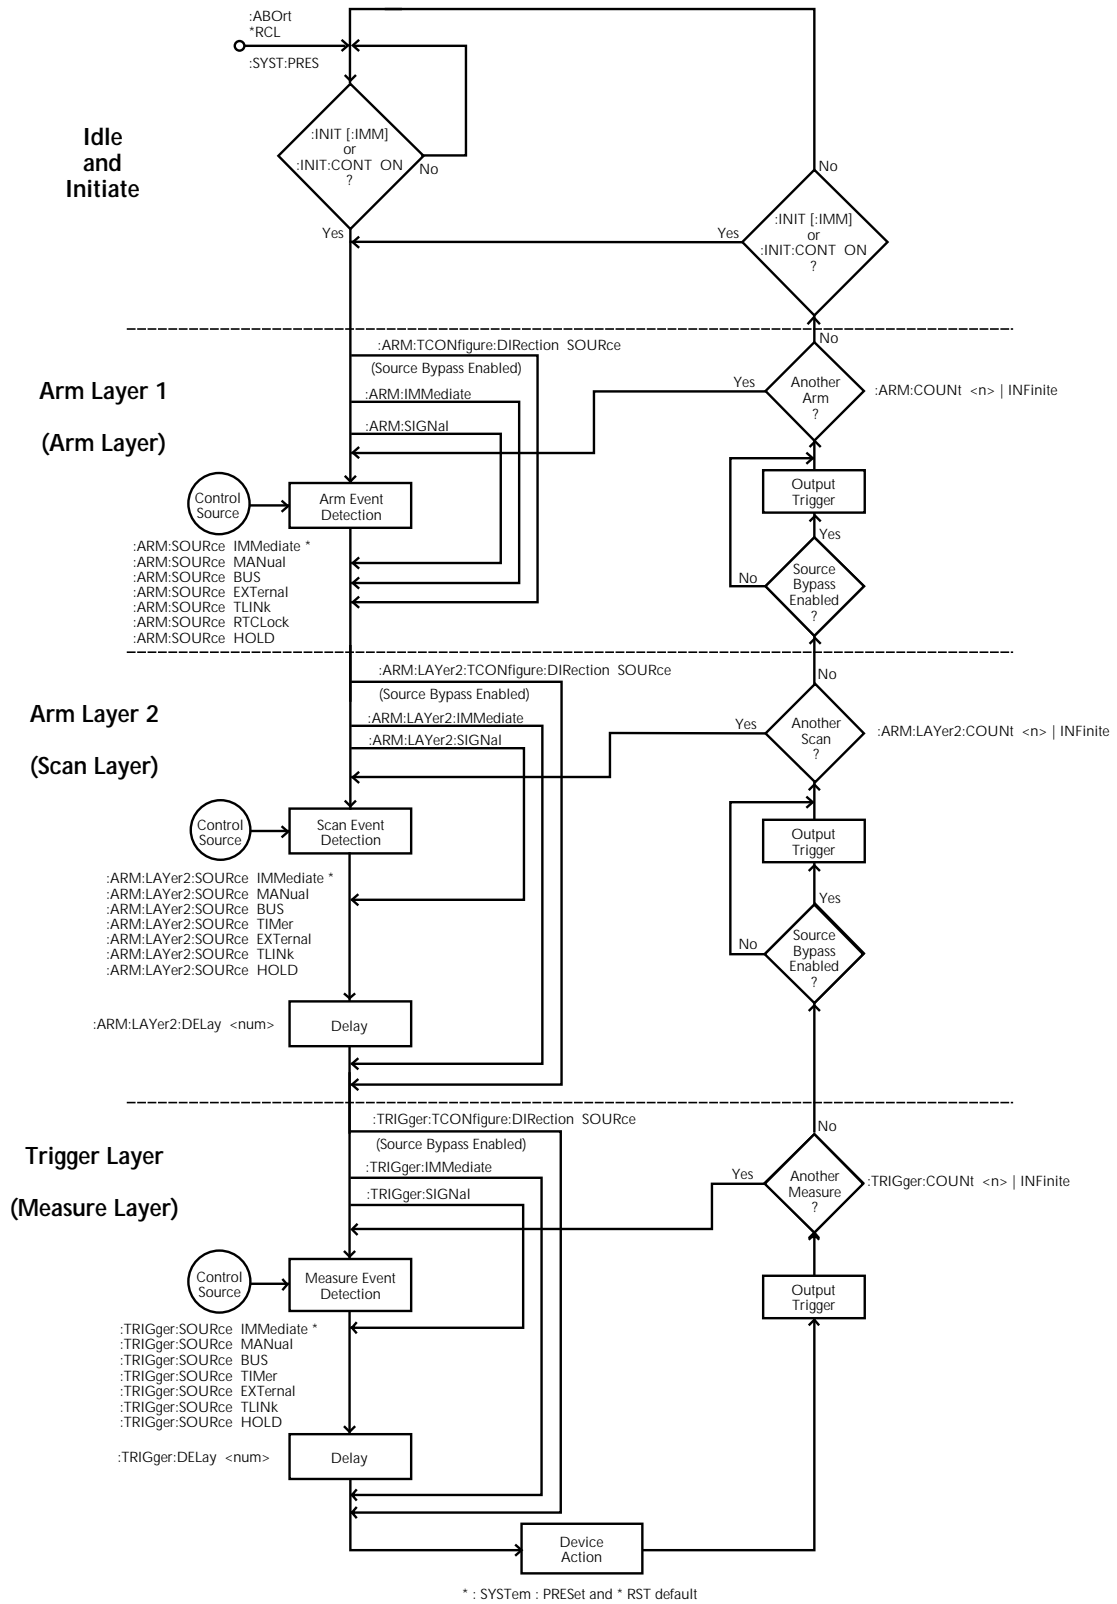 :ABOrt
*RCL
:SYST:PRES
Idle
and
Initiate
:INIT [:IMM]
or
:INIT:CONT ON
?
No
Yes
No
:INIT [:IMM]
or
:INIT:CONT ON
?
Yes
Arm Layer 1
(Arm Layer)
:ARM:TCONfigure:DIRection SOURce
(Source Bypass Enabled)
:ARM:IMMediate
:ARM:SIGNal
No
Yes
Another
Arm
?
:ARM:COUNt <n> | INFinite
Control
Source
Arm Event
Detection
Output
Trigger
Yes
:ARM:SOURce IMMediate *
:ARM:SOURce MANual
:ARM:SOURce BUS
:ARM:SOURce EXTernal
:ARM:SOURce TLINk
:ARM:SOURce RTCLock
:ARM:SOURce HOLD
No
Source
Bypass
Enabled
?
Arm Layer 2
(Scan Layer)
:ARM:LAYer2:TCONfigure:DIRection SOURce
(Source Bypass Enabled)
:ARM:LAYer2:IMMediate
:ARM:LAYer2:SIGNal
No
Yes
Another
Scan
?
:ARM:LAYer2:COUNt <n> | INFinite
Control
Source
Scan Event
Detection
Output
Trigger
Yes
:ARM:LAYer2:SOURce IMMediate *
:ARM:LAYer2:SOURce MANual
:ARM:LAYer2:SOURce BUS
:ARM:LAYer2:SOURce TIMer
:ARM:LAYer2:SOURce EXTernal
:ARM:LAYer2:SOURce TLINk
:ARM:LAYer2:SOURce HOLD
No
Source
Bypass
Enabled
?
:ARM:LAYer2:DELay <num>
Delay
Trigger Layer
(Measure Layer)
:TRIGger:TCONfigure:DIRection SOURce
(Source Bypass Enabled)
:TRIGger:IMMediate
:TRIGger:SIGNal
No
Yes
Another
Measure
?
:TRIGger:COUNt <n> | INFinite
Control
Source
Measure Event
Detection
Output
Trigger
:TRIGger:SOURce IMMediate *
:TRIGger:SOURce MANual
:TRIGger:SOURce BUS
:TRIGger:SOURce TIMer
:TRIGger:SOURce EXTernal
:TRIGger:SOURce TLINk
:TRIGger:SOURce HOLD
:TRIGger:DELay <num>
Delay
Device
Action
* : SYSTem : PRESet and * RST default